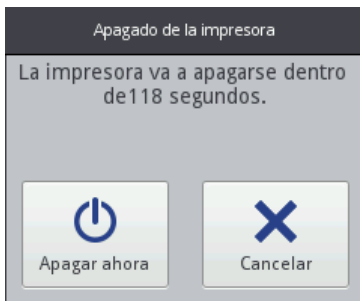 Apagado de la impresora
La impresora va a apagarse dentro
de118 segundos.
Apagar ahora
Cancelar